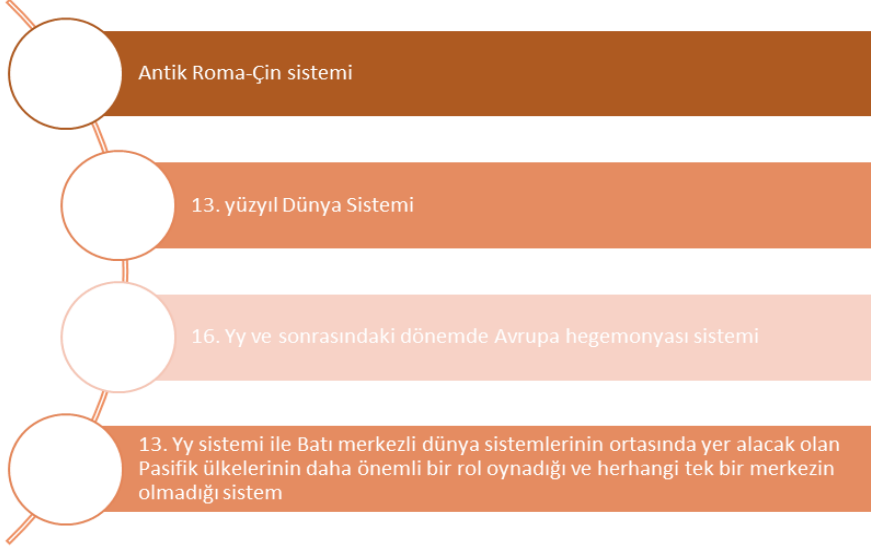 Antik Roma-Çin sistemi
13. yüzyıl Dünya Sistemi
16. Yy ve sonrasındaki dönemde Avrupa hegemonyası sistemi
13. Yy sistemi ile Batı merkezli dünya sistemlerinin ortasında yer alacak olan
Pasifik ülkelerinin daha önemli bir rol oynadığı ve herhangi tek bir merkezin
olmadığı sistem